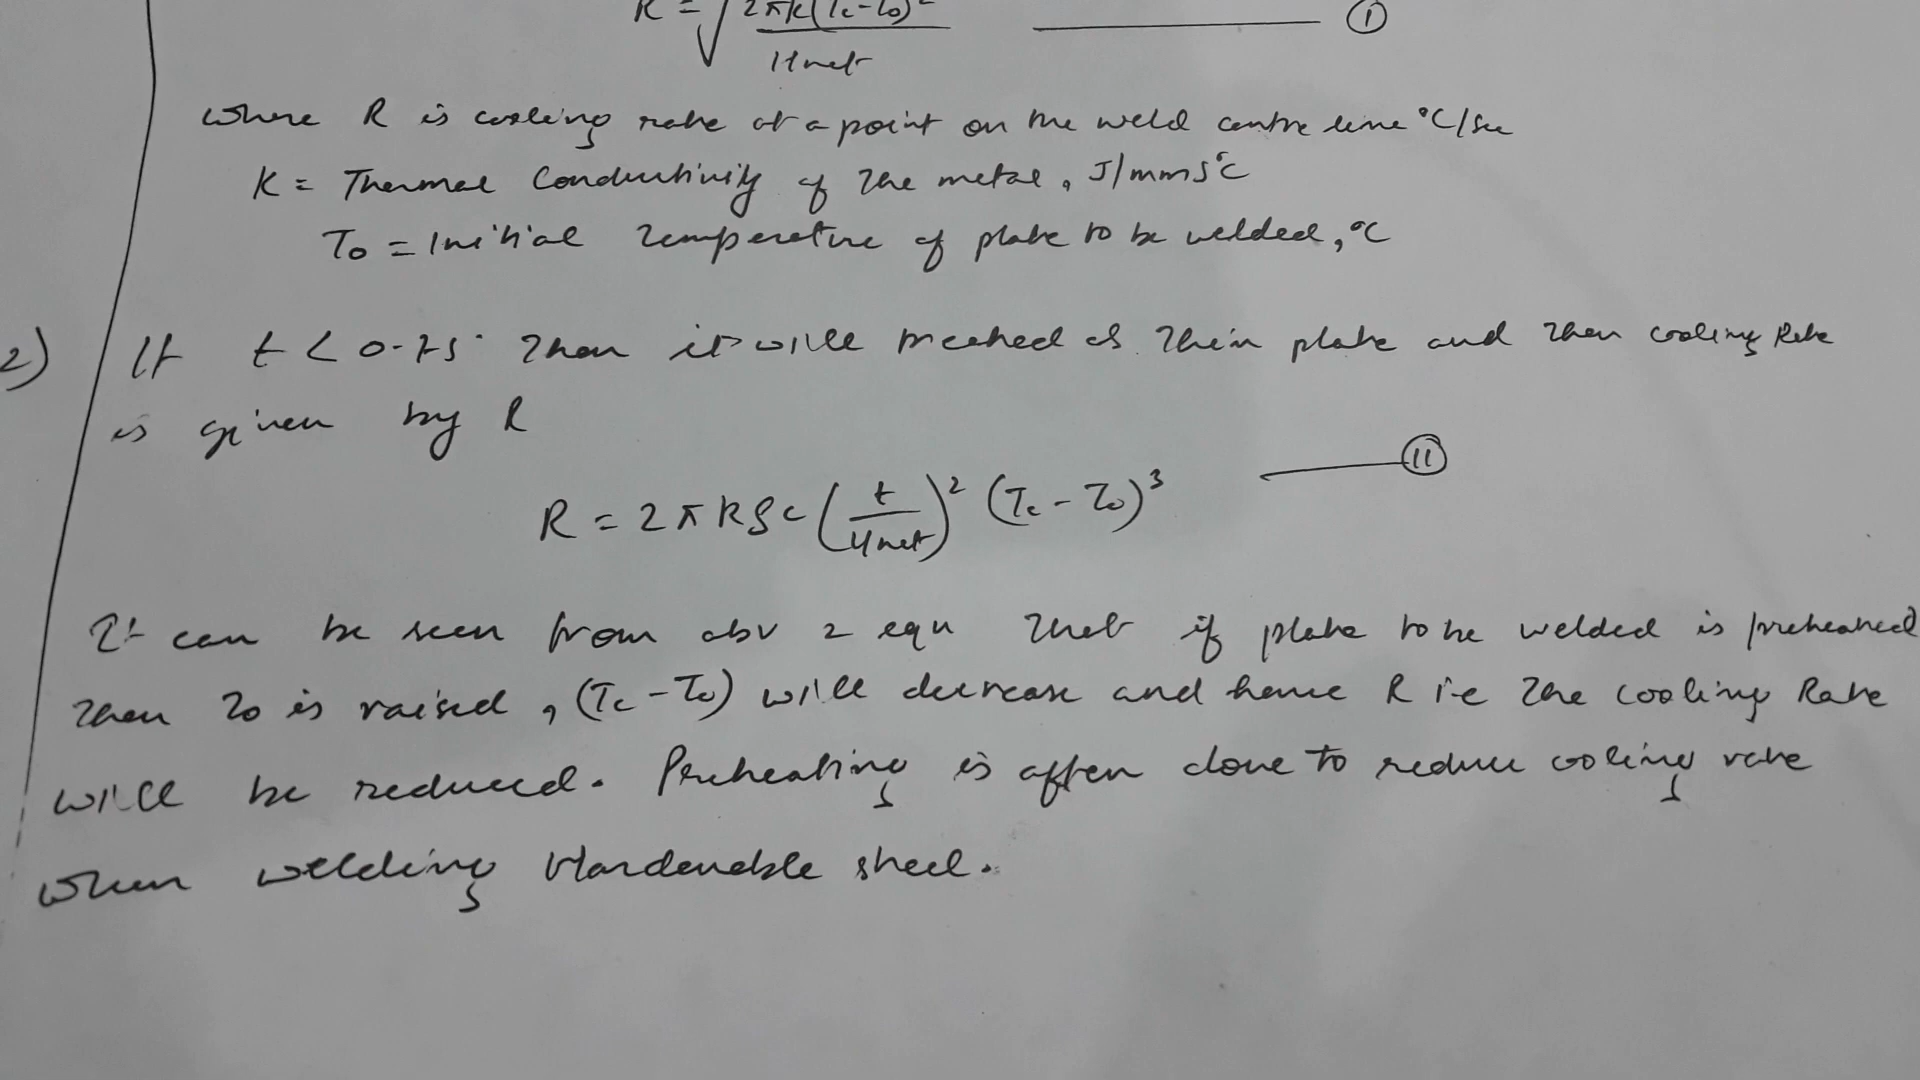 R = √ 2πk(Tc-To)² / Hnet ——— (I)
where R is cooling rate at a point on the weld centre line °C/sec
K = Thermal Conductivity of the metal, J/mms°C
To = Initial temperature of plate to be welded, °C
2) If t < 0.75 then it will treated as thin plate and then cooling Rate
is given by R
R = 2πkρc (t/Hnet)² (Tc - To)³ ——— (II)
It can be seen from abv 2 equ that if plate to be welded is preheated
then To is raised, (Tc - To) will decrease and hence R i.e the cooling Rate
will be reduced. Preheating is often done to reduce cooling rate
when welding Hardenable steel.